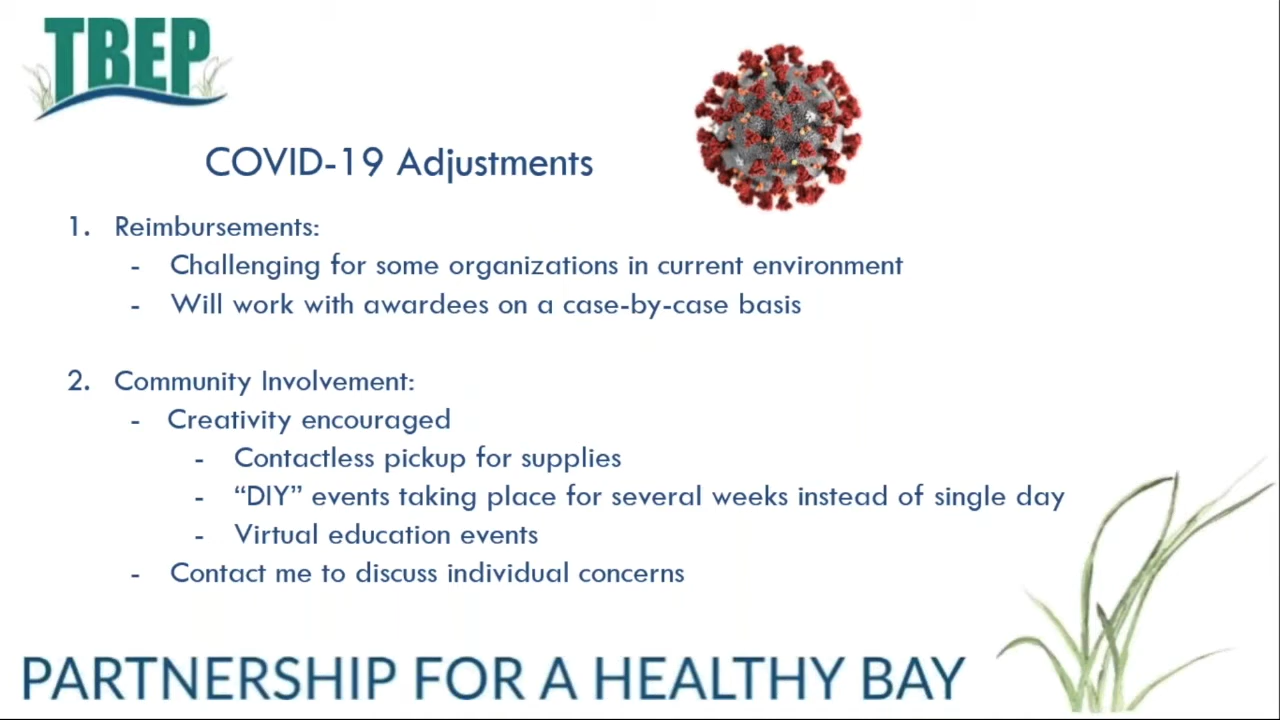 TBEP
COVID-19 Adjustments
1. Reimbursements:
- Challenging for some organizations in current environment
- Will work with awardees on a case-by-case basis
2. Community Involvement:
- Creativity encouraged
- Contactless pickup for supplies
- “DIY” events taking place for several weeks instead of single day
- Virtual education events
- Contact me to discuss individual concerns
PARTNERSHIP FOR A HEALTHY BAY